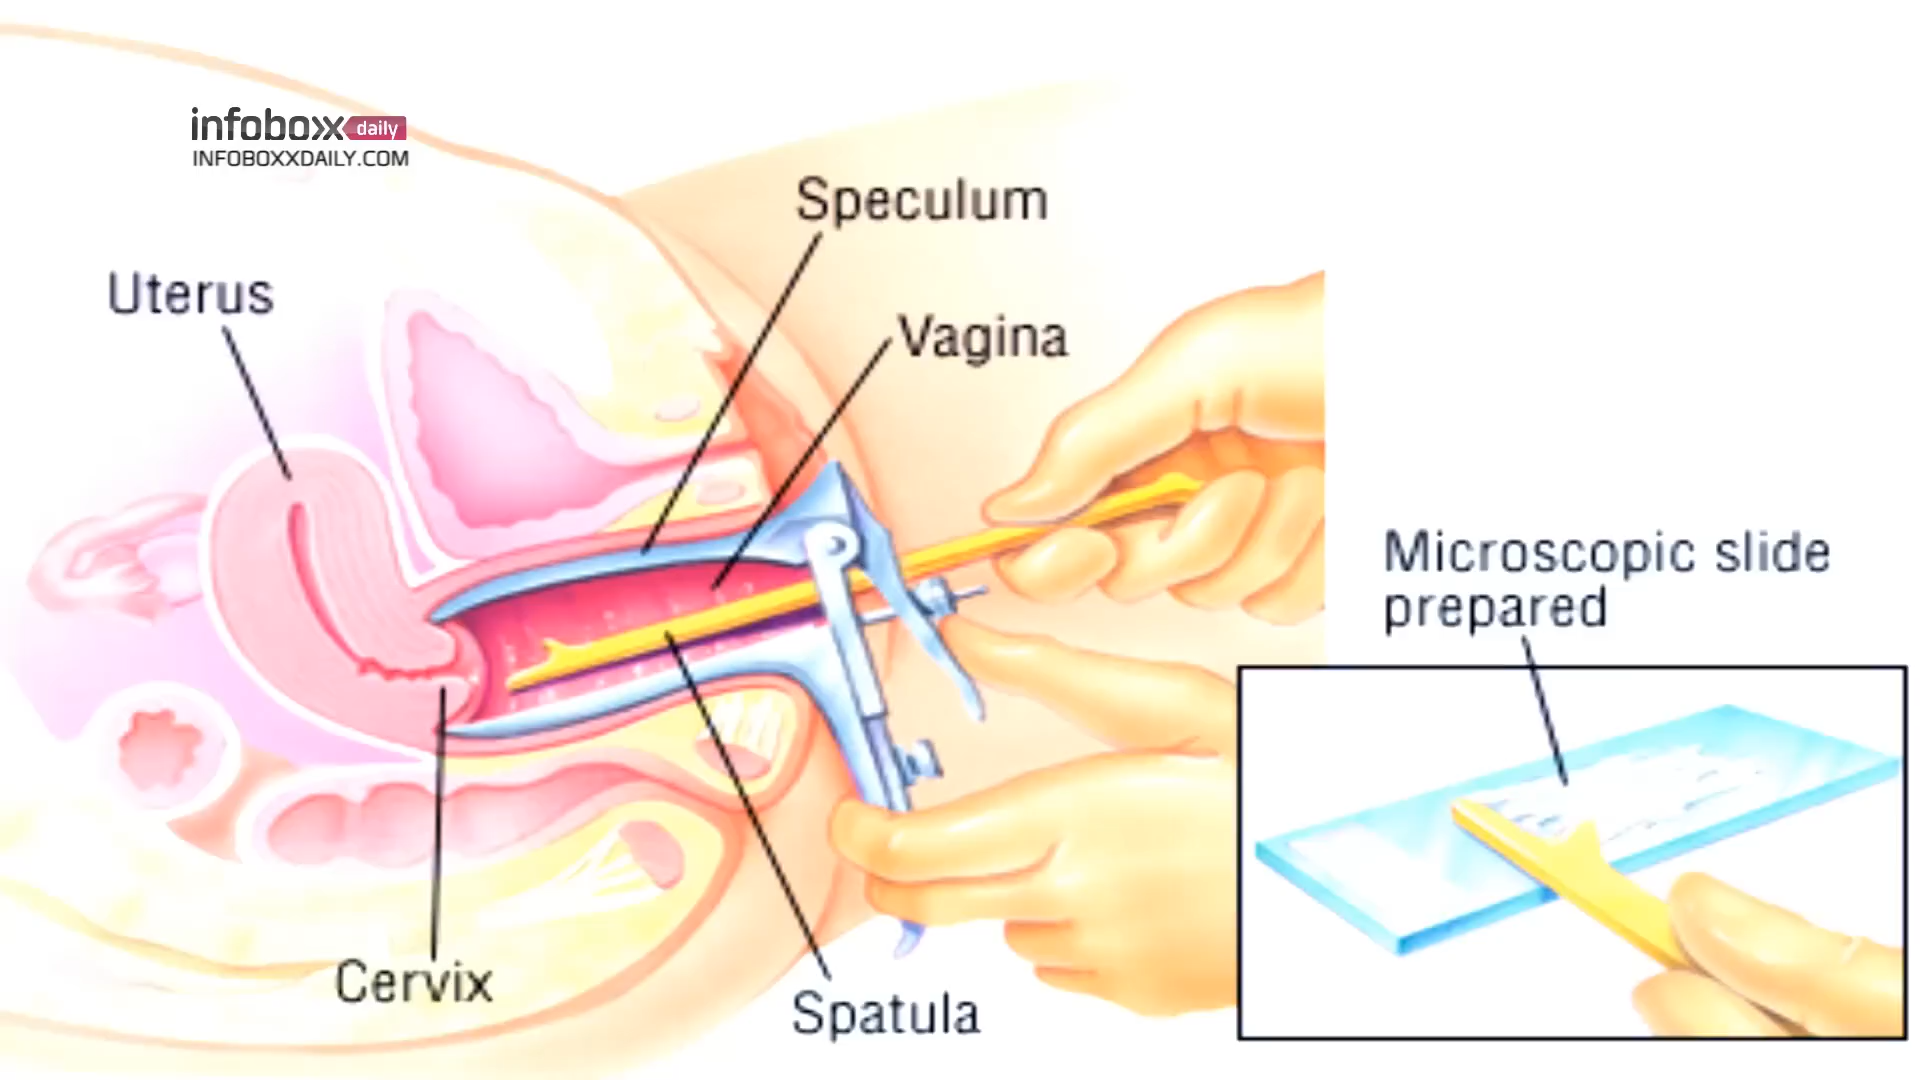 infoboxx daily
INFOBOXXDAILY.COM
Speculum
Uterus
Vagina
Microscopic slide
prepared
Cervix
Spatula